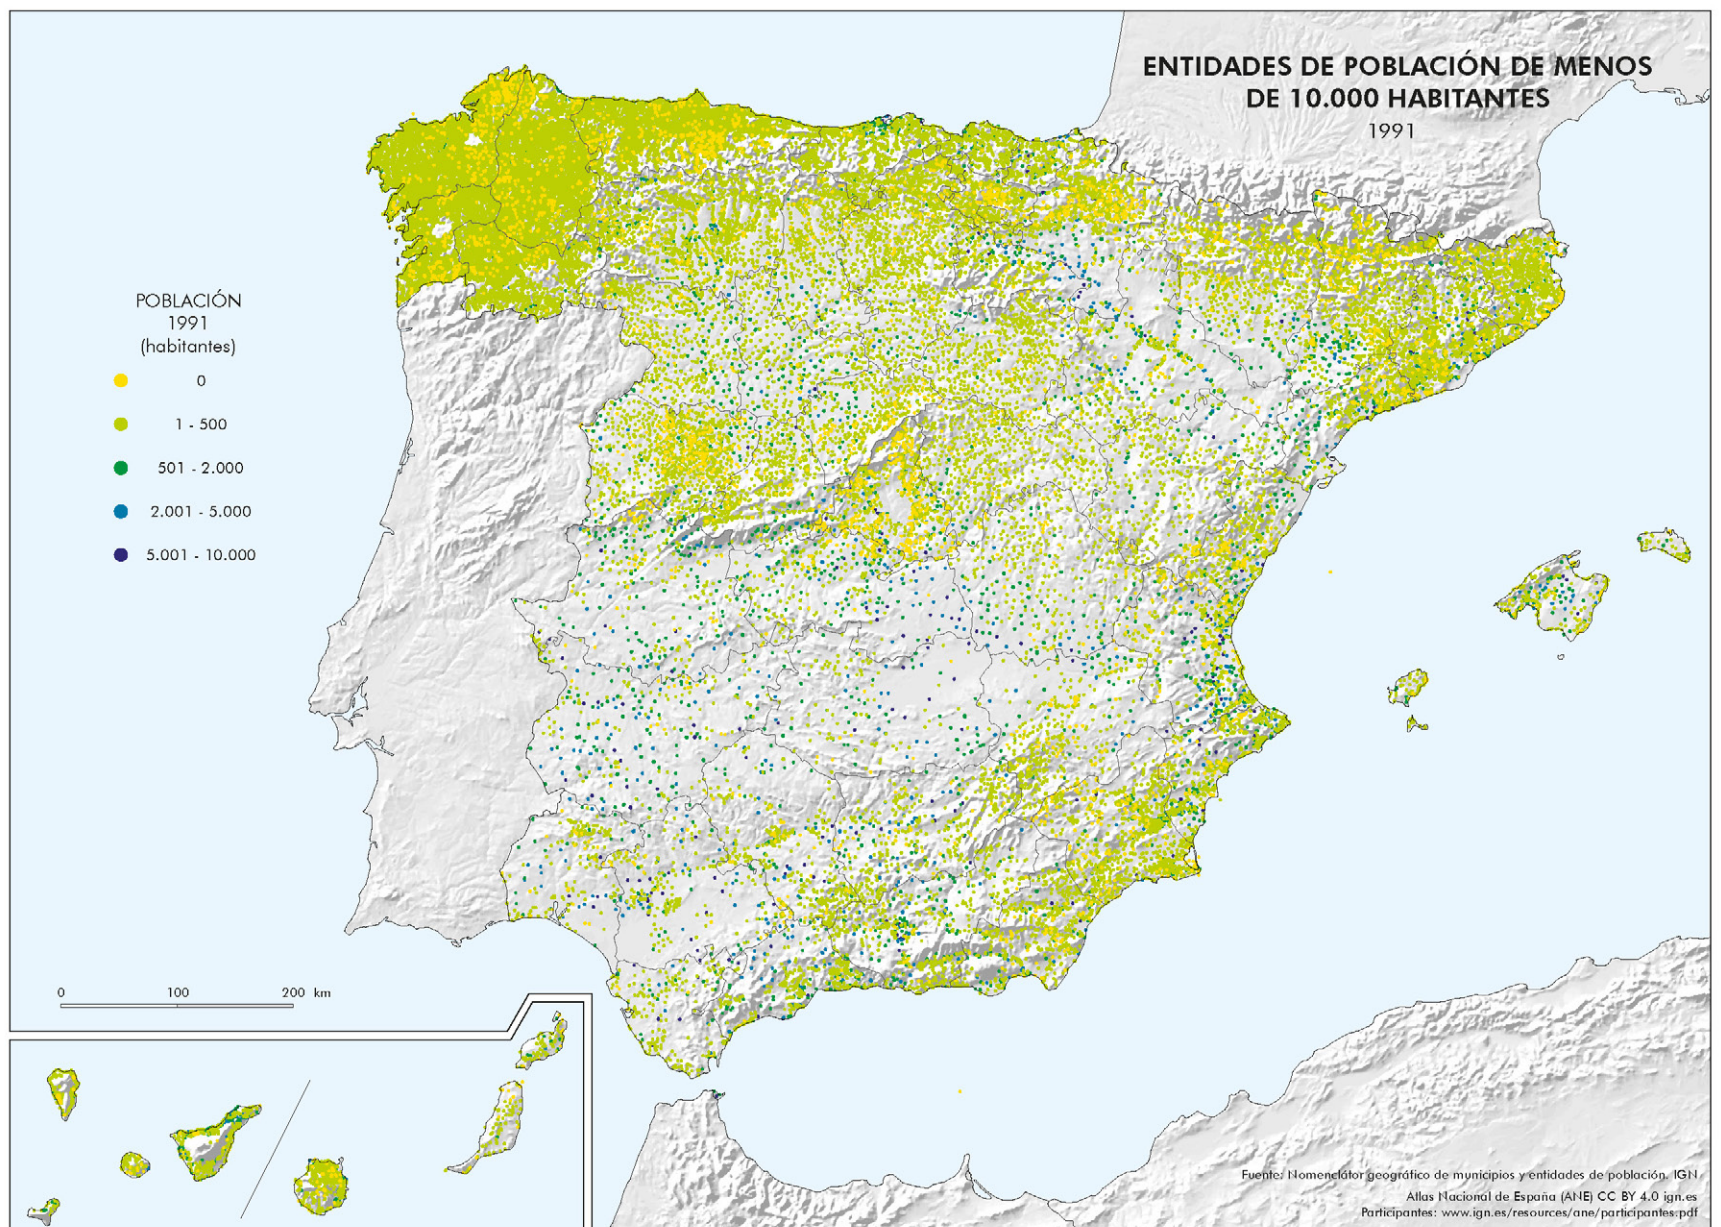 ENTIDADES DE POBLACIÓN DE MENOS
DE 10.000 HABITANTES
1991
POBLACIÓN
1991
(habitantes)
0
1 - 500
501 - 2.000
2.001 - 5.000
5.001 - 10.000
0 100 200 km
Fuente: Nomenclátor geográfico de municipios y entidades de población. IGN
Atlas Nacional de España (ANE) CC BY 4.0 ign.es
Participantes: www.ign.es/resources/ane/participantes.pdf